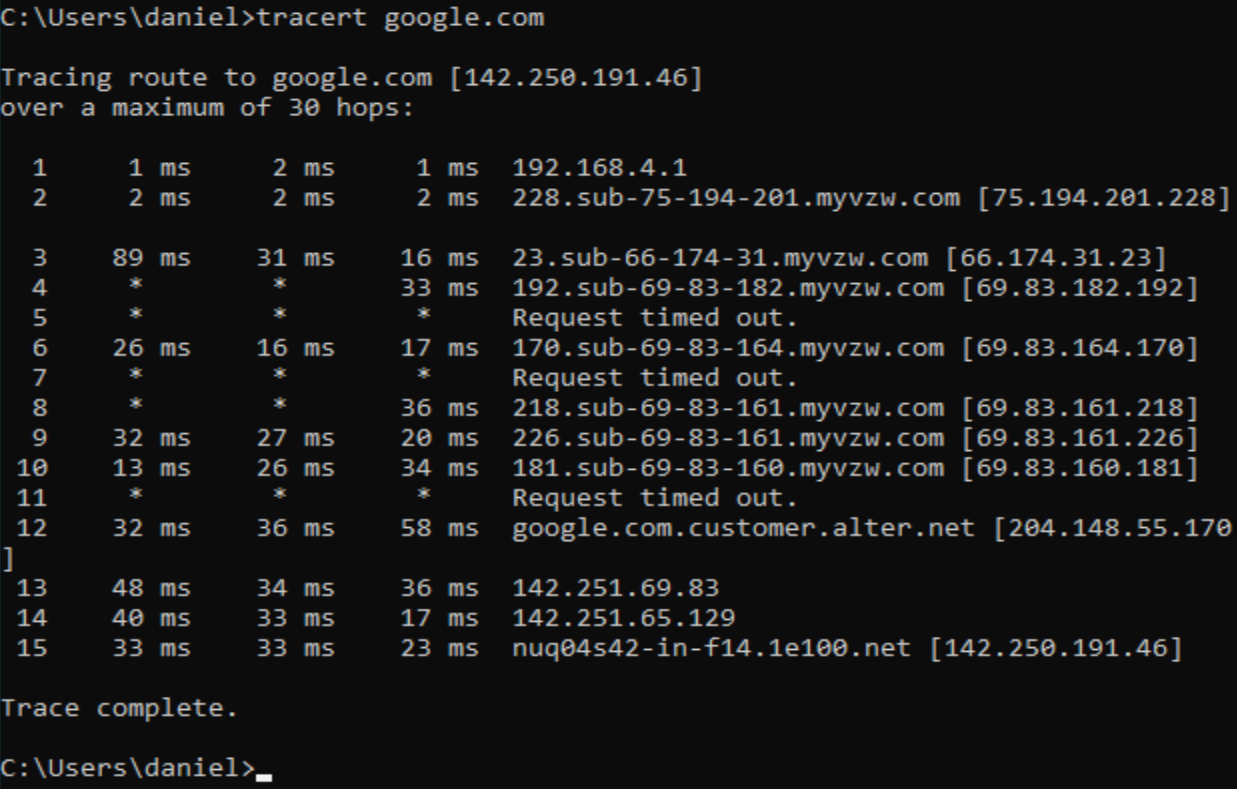 C:\Users\daniel>tracert google.com
Tracing route to google.com [142.250.191.46]
over a maximum of 30 hops:
1 1 ms 2 ms 1 ms 192.168.4.1
2 2 ms 2 ms 2 ms 228.sub-75-194-201.myvzw.com [75.194.201.228]
3 89 ms 31 ms 16 ms 23.sub-66-174-31.myvzw.com [66.174.31.23]
4 * * 33 ms 192.sub-69-83-182.myvzw.com [69.83.182.192]
5 * * * Request timed out.
6 26 ms 16 ms 17 ms 170.sub-69-83-164.myvzw.com [69.83.164.170]
7 * * * Request timed out.
8 * * 36 ms 218.sub-69-83-161.myvzw.com [69.83.161.218]
9 32 ms 27 ms 20 ms 226.sub-69-83-161.myvzw.com [69.83.161.226]
10 13 ms 26 ms 34 ms 181.sub-69-83-160.myvzw.com [69.83.160.181]
11 * * * Request timed out.
12 32 ms 36 ms 58 ms google.com.customer.alter.net [204.148.55.170
]
13 48 ms 34 ms 36 ms 142.251.69.83
14 40 ms 33 ms 17 ms 142.251.65.129
15 33 ms 33 ms 23 ms nuq04s42-in-f14.1e100.net [142.250.191.46]
Trace complete.
C:\Users\daniel>